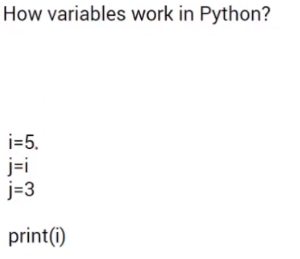 How variables work in Python?
i=5.
j=i
j=3
print(i)